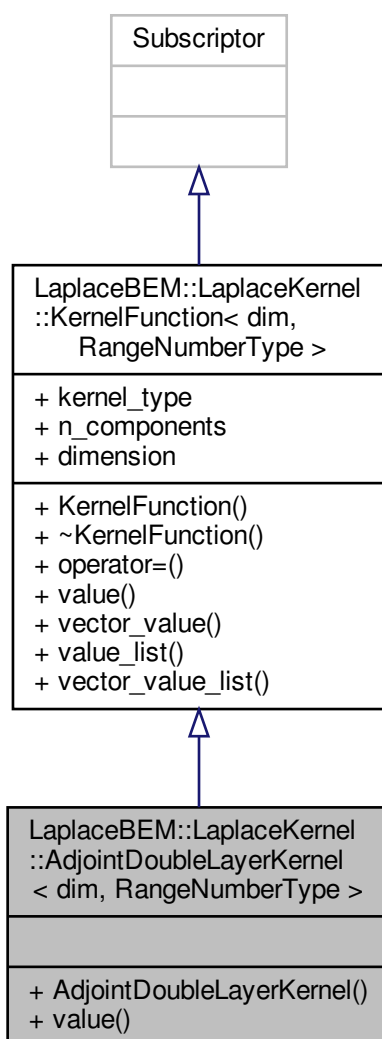 Subscriptor
LaplaceBEM::LaplaceKernel
::KernelFunction< dim,
RangeNumberType >
+ kernel_type
+ n_components
+ dimension
+ KernelFunction()
+ ~KernelFunction()
+ operator=()
+ value()
+ vector_value()
+ value_list()
+ vector_value_list()
LaplaceBEM::LaplaceKernel
::AdjointDoubleLayerKernel
< dim, RangeNumberType >
+ AdjointDoubleLayerKernel()
+ value()